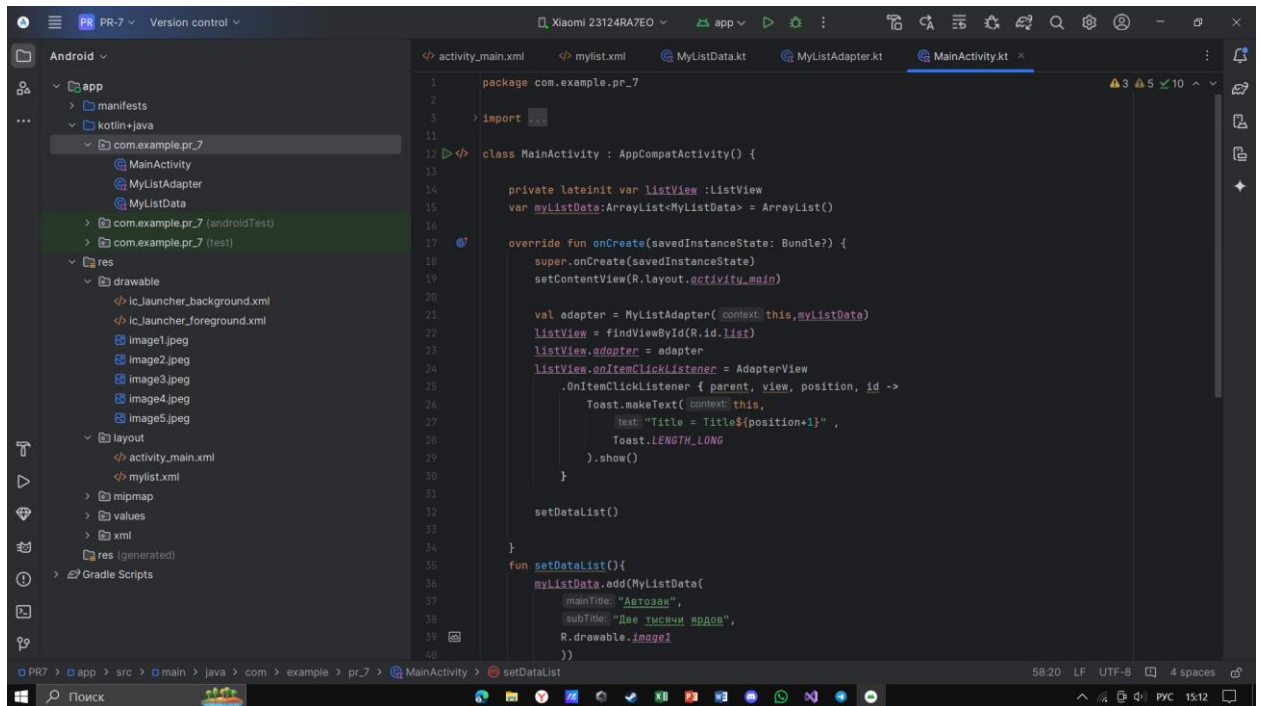 PR PR-7 Version control Xiaomi 23124RA7EO app
Android
app
manifests
kotlin+java
com.example.pr_7
MainActivity
MyListAdapter
MyListData
com.example.pr_7 (androidTest)
com.example.pr_7 (test)
res
drawable
ic_launcher_background.xml
ic_launcher_foreground.xml
image1.jpeg
image2.jpeg
image3.jpeg
image4.jpeg
image5.jpeg
layout
activity_main.xml
mylist.xml
mipmap
values
xml
res (generated)
Gradle Scripts
activity_main.xml mylist.xml MyListData.kt MyListAdapter.kt MainActivity.kt
3 5 10
1 package com.example.pr_7
2
3 import ...
11
12 class MainActivity : AppCompatActivity() {
13
14 private lateinit var listView :ListView
15 var myListData:ArrayList<MyListData> = ArrayList()
16
17 override fun onCreate(savedInstanceState: Bundle?) {
18 super.onCreate(savedInstanceState)
19 setContentView(R.layout.activity_main)
20
21 val adapter = MyListAdapter( context: this,myListData)
22 listView = findViewById(R.id.list)
23 listView.adapter = adapter
24 listView.onItemClickListener = AdapterView
25 .OnItemClickListener { parent, view, position, id ->
26 Toast.makeText( context: this,
27 text: "Title = Title${position+1}" ,
28 Toast.LENGTH_LONG
29 ).show()
30 }
31
32 setDataList()
33
34 }
35 fun setDataList(){
36 myListData.add(MyListData(
37 mainTitle: "Автозак",
38 subTitle: "Две тысячи ярдов",
39 R.drawable.image1
40 ))
PR7 > app > src > main > java > com > example > pr_7 > MainActivity > setDataList 58:20 LF UTF-8 4 spaces
Поиск РУС 15:12